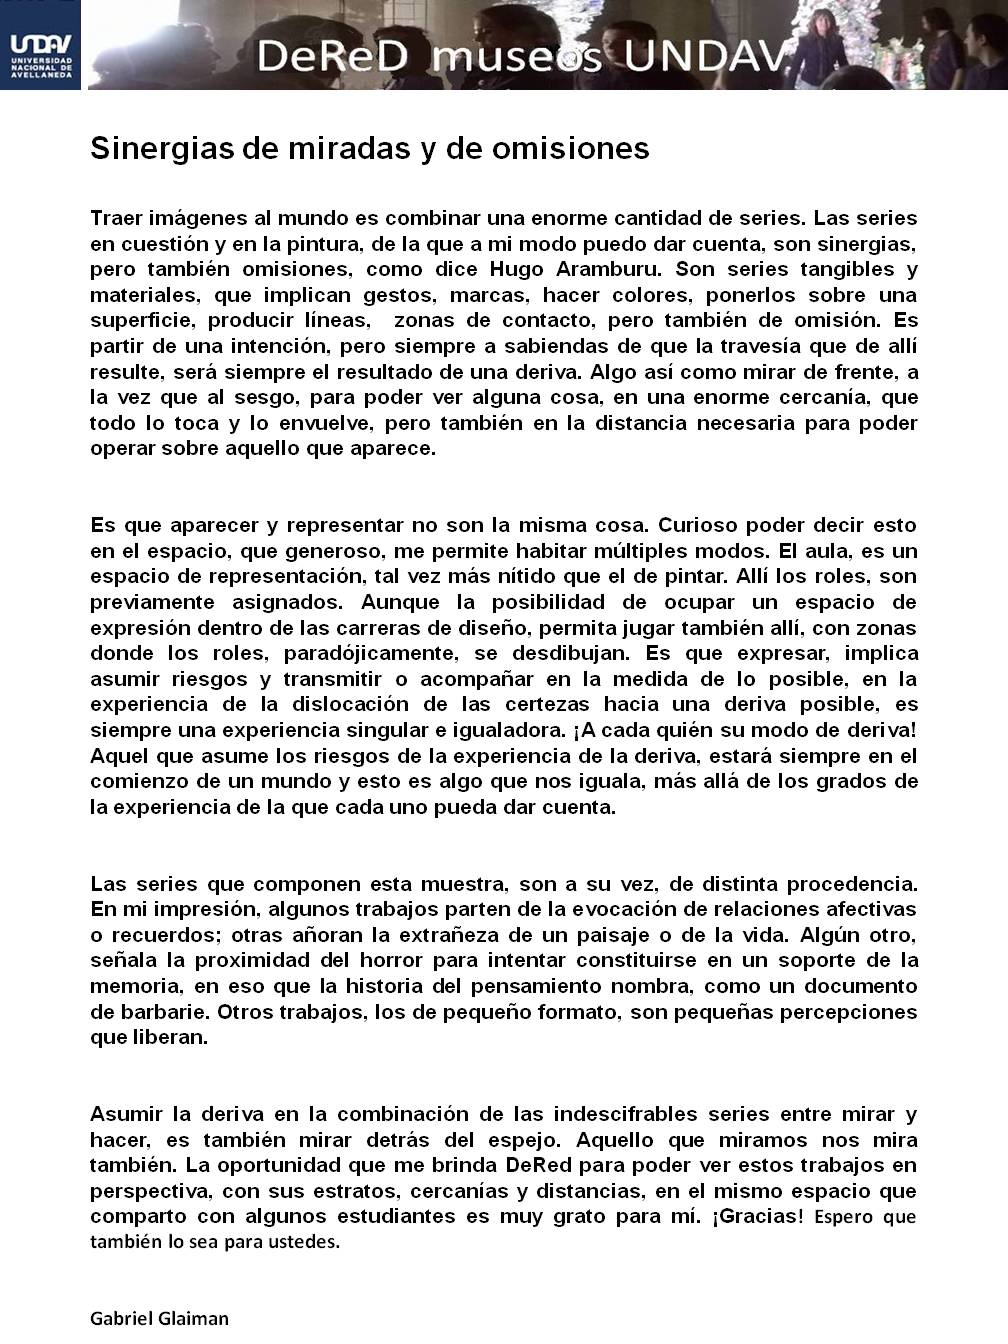 UNDAV
UNIVERSIDAD
NACIONAL DE
AVELLANEDA
DeReD museos UNDAV
Sinergias de miradas y de omisiones
Traer imágenes al mundo es combinar una enorme cantidad de series. Las series
en cuestión y en la pintura, de la que a mi modo puedo dar cuenta, son sinergias,
pero también omisiones, como dice Hugo Aramburu. Son series tangibles y
materiales, que implican gestos, marcas, hacer colores, ponerlos sobre una
superficie, producir líneas, zonas de contacto, pero también de omisión. Es
partir de una intención, pero siempre a sabiendas de que la travesía que de allí
resulte, será siempre el resultado de una deriva. Algo así como mirar de frente, a
la vez que al sesgo, para poder ver alguna cosa, en una enorme cercanía, que
todo lo toca y lo envuelve, pero también en la distancia necesaria para poder
operar sobre aquello que aparece.
Es que aparecer y representar no son la misma cosa. Curioso poder decir esto
en el espacio, que generoso, me permite habitar múltiples modos. El aula, es un
espacio de representación, tal vez más nítido que el de pintar. Allí los roles, son
previamente asignados. Aunque la posibilidad de ocupar un espacio de
expresión dentro de las carreras de diseño, permita jugar también allí, con zonas
donde los roles, paradójicamente, se desdibujan. Es que expresar, implica
asumir riesgos y transmitir o acompañar en la medida de lo posible, en la
experiencia de la dislocación de las certezas hacia una deriva posible, es
siempre una experiencia singular e igualadora. ¡A cada quién su modo de deriva!
Aquel que asume los riesgos de la experiencia de la deriva, estará siempre en el
comienzo de un mundo y esto es algo que nos iguala, más allá de los grados de
la experiencia de la que cada uno pueda dar cuenta.
Las series que componen esta muestra, son a su vez, de distinta procedencia.
En mi impresión, algunos trabajos parten de la evocación de relaciones afectivas
o recuerdos; otras añoran la extrañeza de un paisaje o de la vida. Algún otro,
señala la proximidad del horror para intentar constituirse en un soporte de la
memoria, en eso que la historia del pensamiento nombra, como un documento
de barbarie. Otros trabajos, los de pequeño formato, son pequeñas percepciones
que liberan.
Asumir la deriva en la combinación de las indescifrables series entre mirar y
hacer, es también mirar detrás del espejo. Aquello que miramos nos mira
también. La oportunidad que me brinda DeRed para poder ver estos trabajos en
perspectiva, con sus estratos, cercanías y distancias, en el mismo espacio que
comparto con algunos estudiantes es muy grato para mí. ¡Gracias! Espero que
también lo sea para ustedes.
Gabriel Glaiman